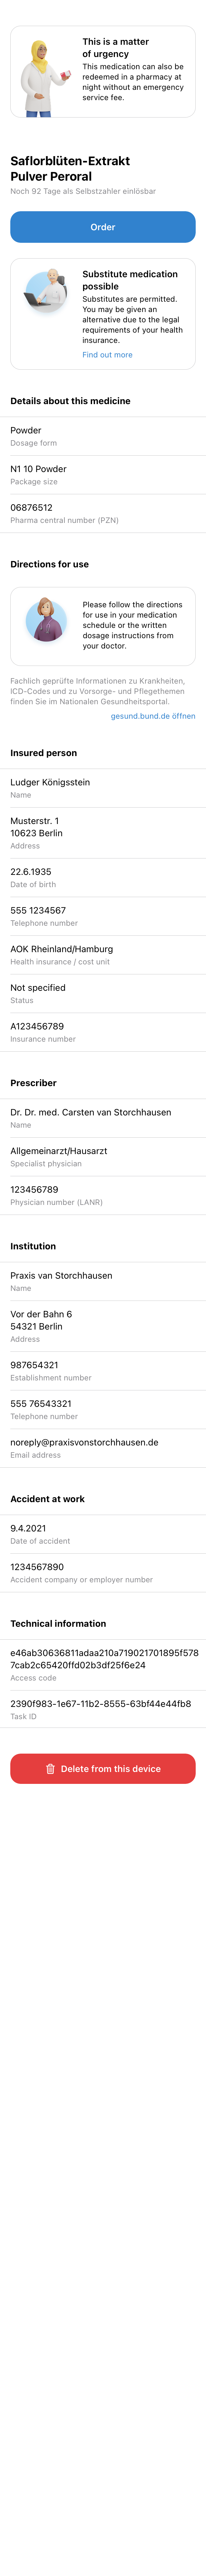 This is a matter
of urgency
This medication can also be
redeemed in a pharmacy at
night without an emergency
service fee.
Saflorblüten-Extrakt
Pulver Peroral
Noch 92 Tage als Selbstzahler einlösbar
Order
Substitute medication
possible
Substitutes are permitted.
You may be given an
alternative due to the legal
requirements of your health
insurance.
Find out more
Details about this medicine
Powder
Dosage form
N1 10 Powder
Package size
06876512
Pharma central number (PZN)
Directions for use
Please follow the directions
for use in your medication
schedule or the written
dosage instructions from
your doctor.
Fachlich geprüfte Informationen zu Krankheiten,
ICD-Codes und zu Vorsorge- und Pflegethemen
finden Sie im Nationalen Gesundheitsportal.
gesund.bund.de öffnen
Insured person
Ludger Königsstein
Name
Musterstr. 1
10623 Berlin
Address
22.6.1935
Date of birth
555 1234567
Telephone number
AOK Rheinland/Hamburg
Health insurance / cost unit
Not specified
Status
A123456789
Insurance number
Prescriber
Dr. Dr. med. Carsten van Storchhausen
Name
Allgemeinarzt/Hausarzt
Specialist physician
123456789
Physician number (LANR)
Institution
Praxis van Storchhausen
Name
Vor der Bahn 6
54321 Berlin
Address
987654321
Establishment number
555 76543321
Telephone number
noreply@praxisvonstorchhausen.de
Email address
Accident at work
9.4.2021
Date of accident
1234567890
Accident company or employer number
Technical information
e46ab30636811adaa210a719021701895f578
7cab2c65420ffd02b3df25f6e24
Access code
2390f983-1e67-11b2-8555-63bf44e44fb8
Task ID
Delete from this device